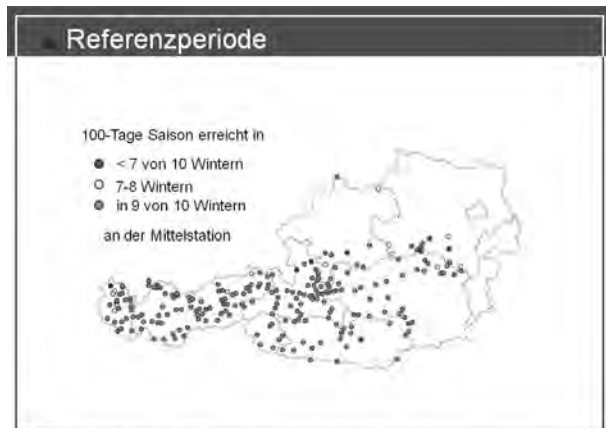 Referenzperiode
100-Tage Saison erreicht in
< 7 von 10 Wintern
7-8 Wintern
in 9 von 10 Wintern
an der Mittelstation